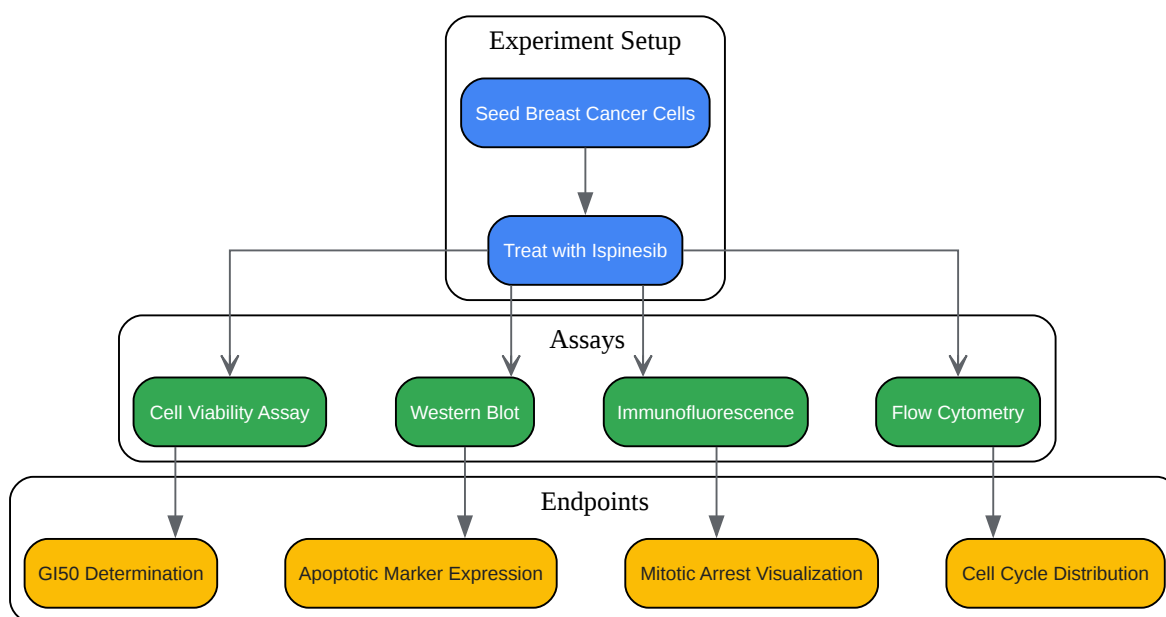 Experiment Setup
Seed Breast Cancer Cells
Treat with Ispinesib
Assays
Cell Viability Assay
Western Blot
Immunofluorescence
Flow Cytometry
Endpoints
GI50 Determination
Apoptotic Marker Expression
Mitotic Arrest Visualization
Cell Cycle Distribution